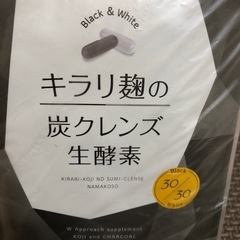 Black & White
キラリ麹の
炭クレンズ
生酵素
KIRARI-KOJI NO SUMI-CLENSE
NAMAKOSO
Black
30/30
White
W Approach supplement
KOJI and CHARCOAL